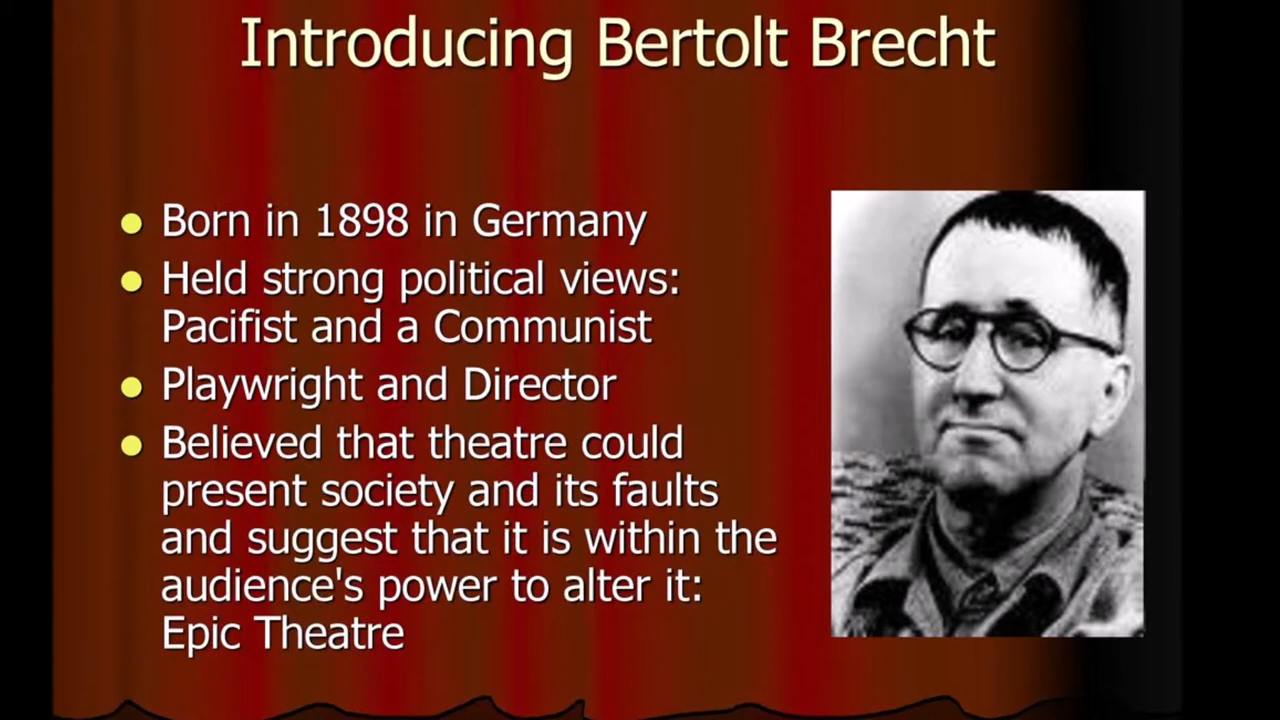 Introducing Bertolt Brecht
Born in 1898 in Germany
Held strong political views:
Pacifist and a Communist
Playwright and Director
Believed that theatre could
present society and its faults
and suggest that it is within the
audience's power to alter it:
Epic Theatre